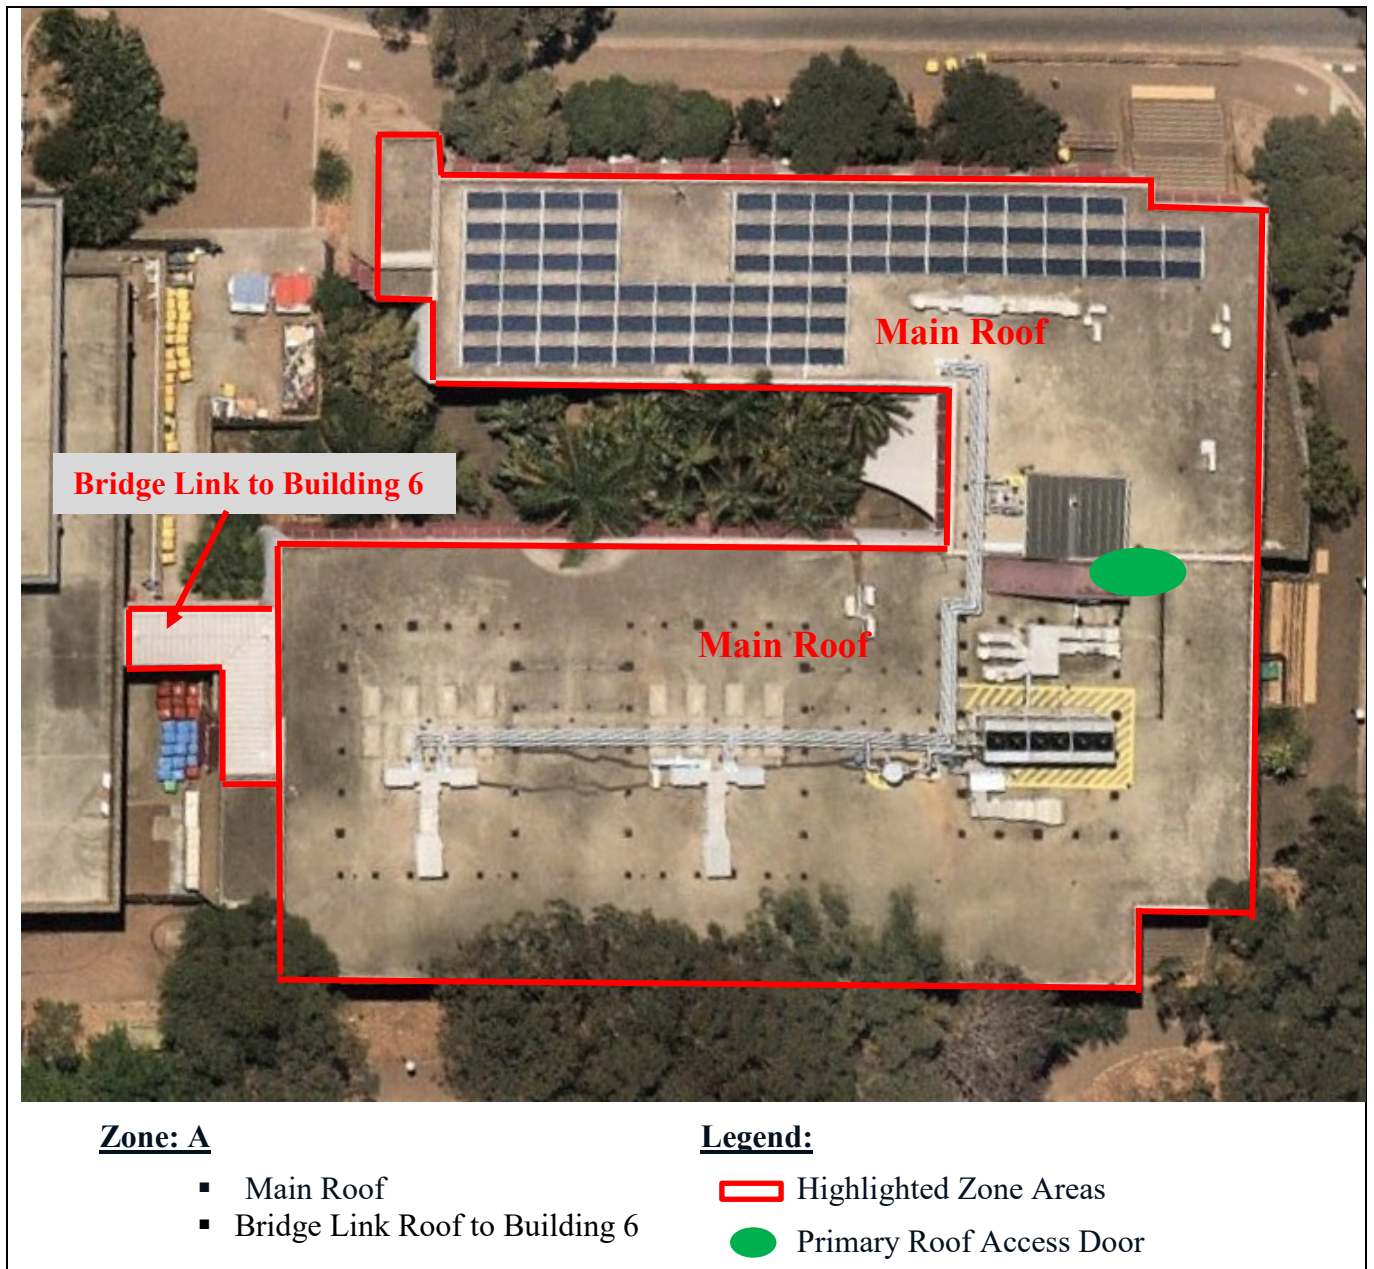 Main Roof
Bridge Link to Building 6
Main Roof
Zone: A
▪ Main Roof
▪ Bridge Link Roof to Building 6
Legend:
Highlighted Zone Areas
Primary Roof Access Door